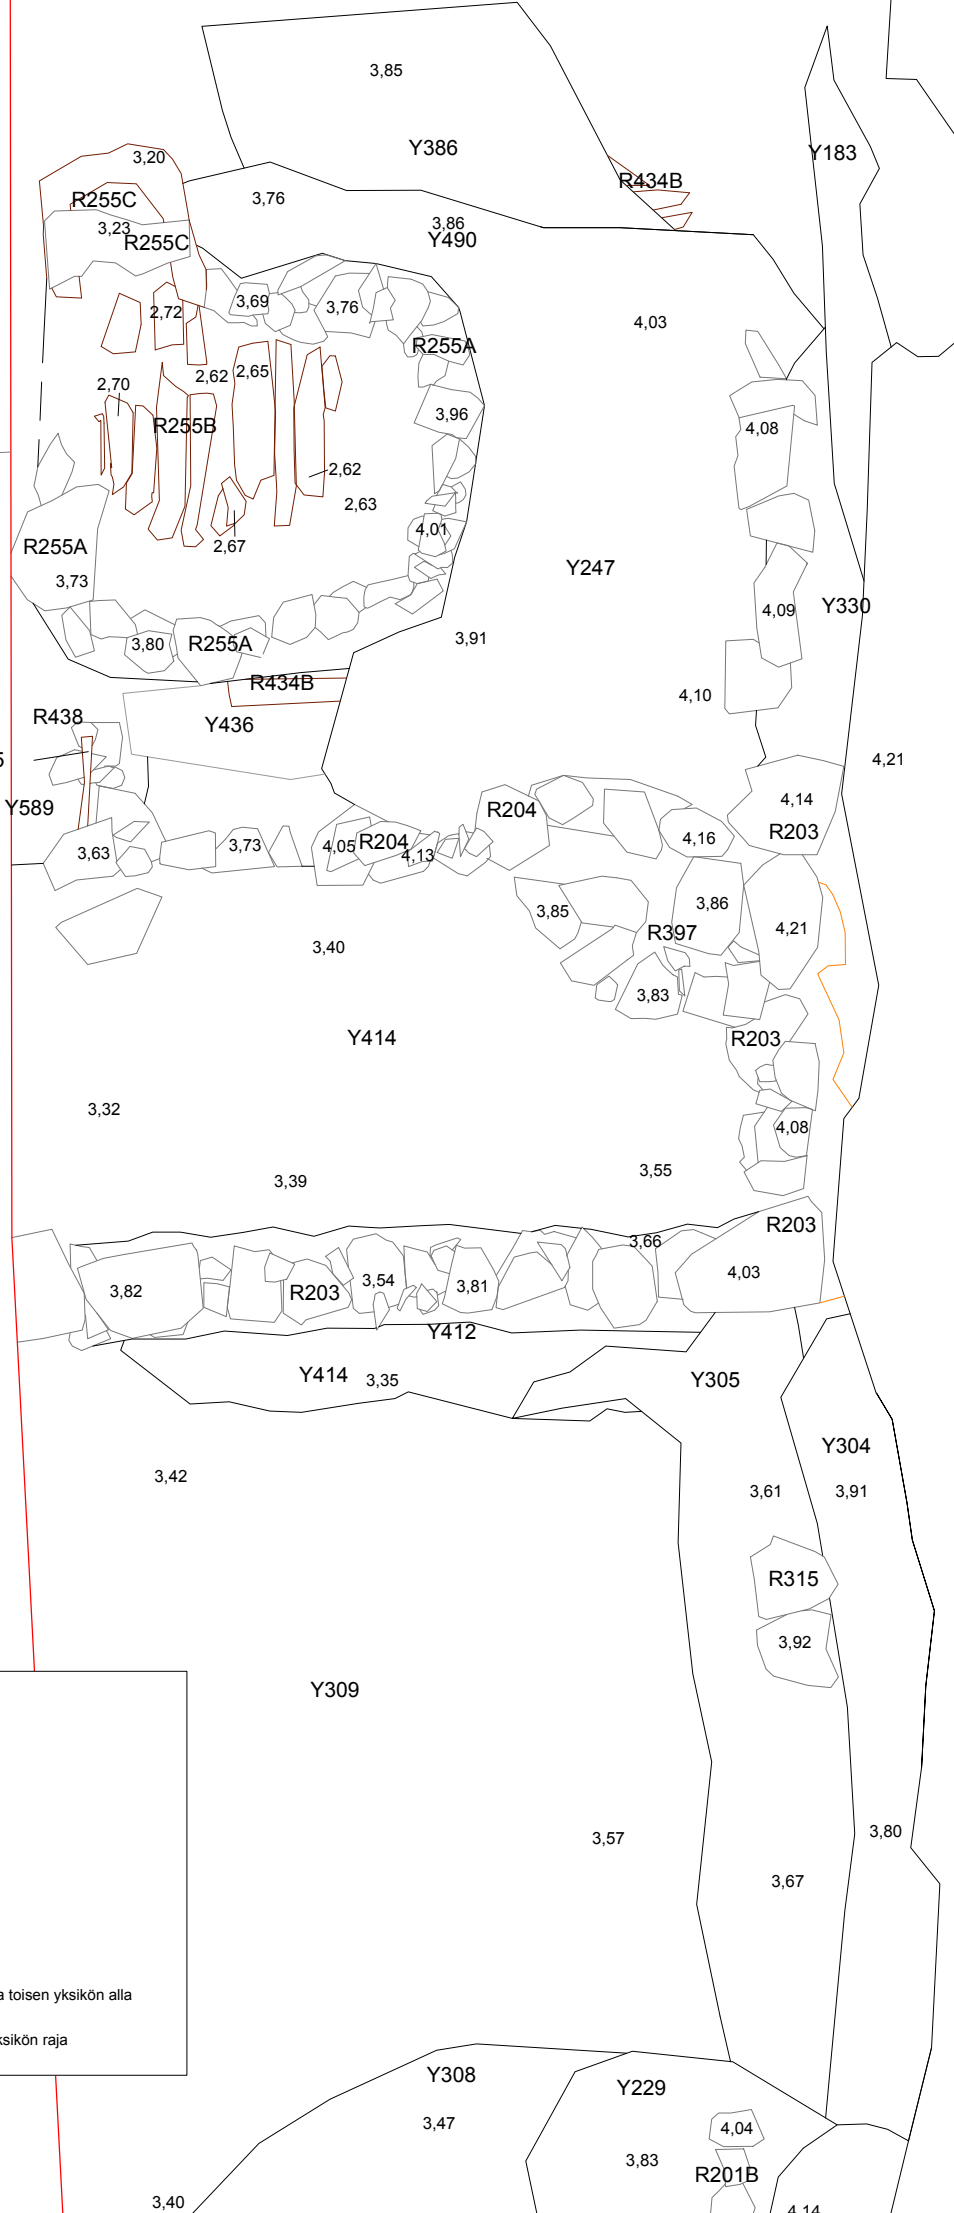 3,85
Y386
Y183
3,20
R434B
R255C
3,76
3,23
3,86
R255C
Y490
3,69
3,76
2,72
4,03
R255A
2,62
2,65
2,70
3,96
R255B
4,08
2,62
2,63
4,01
R255A
2,67
Y247
3,73
Y330
4,09
3,80
R255A
3,91
R434B
4,10
R438
Y436
5
4,21
Y589
4,14
R204
R203
4,16
R204
3,73
4,05
4,13
3,63
3,85
3,86
4,21
R397
3,40
3,83
Y414
R203
3,32
4,08
3,39
3,55
R203
3,66
4,03
3,82
R203
3,54
3,81
Y412
Y414
3,35
Y305
Y304
3,42
3,61
3,91
R315
3,92
Y309
3,57
3,80
3,67
a toisen yksikön alla
ksikön raja
Y308
Y229
3,47
4,04
3,83
R201B
3,40
4,14